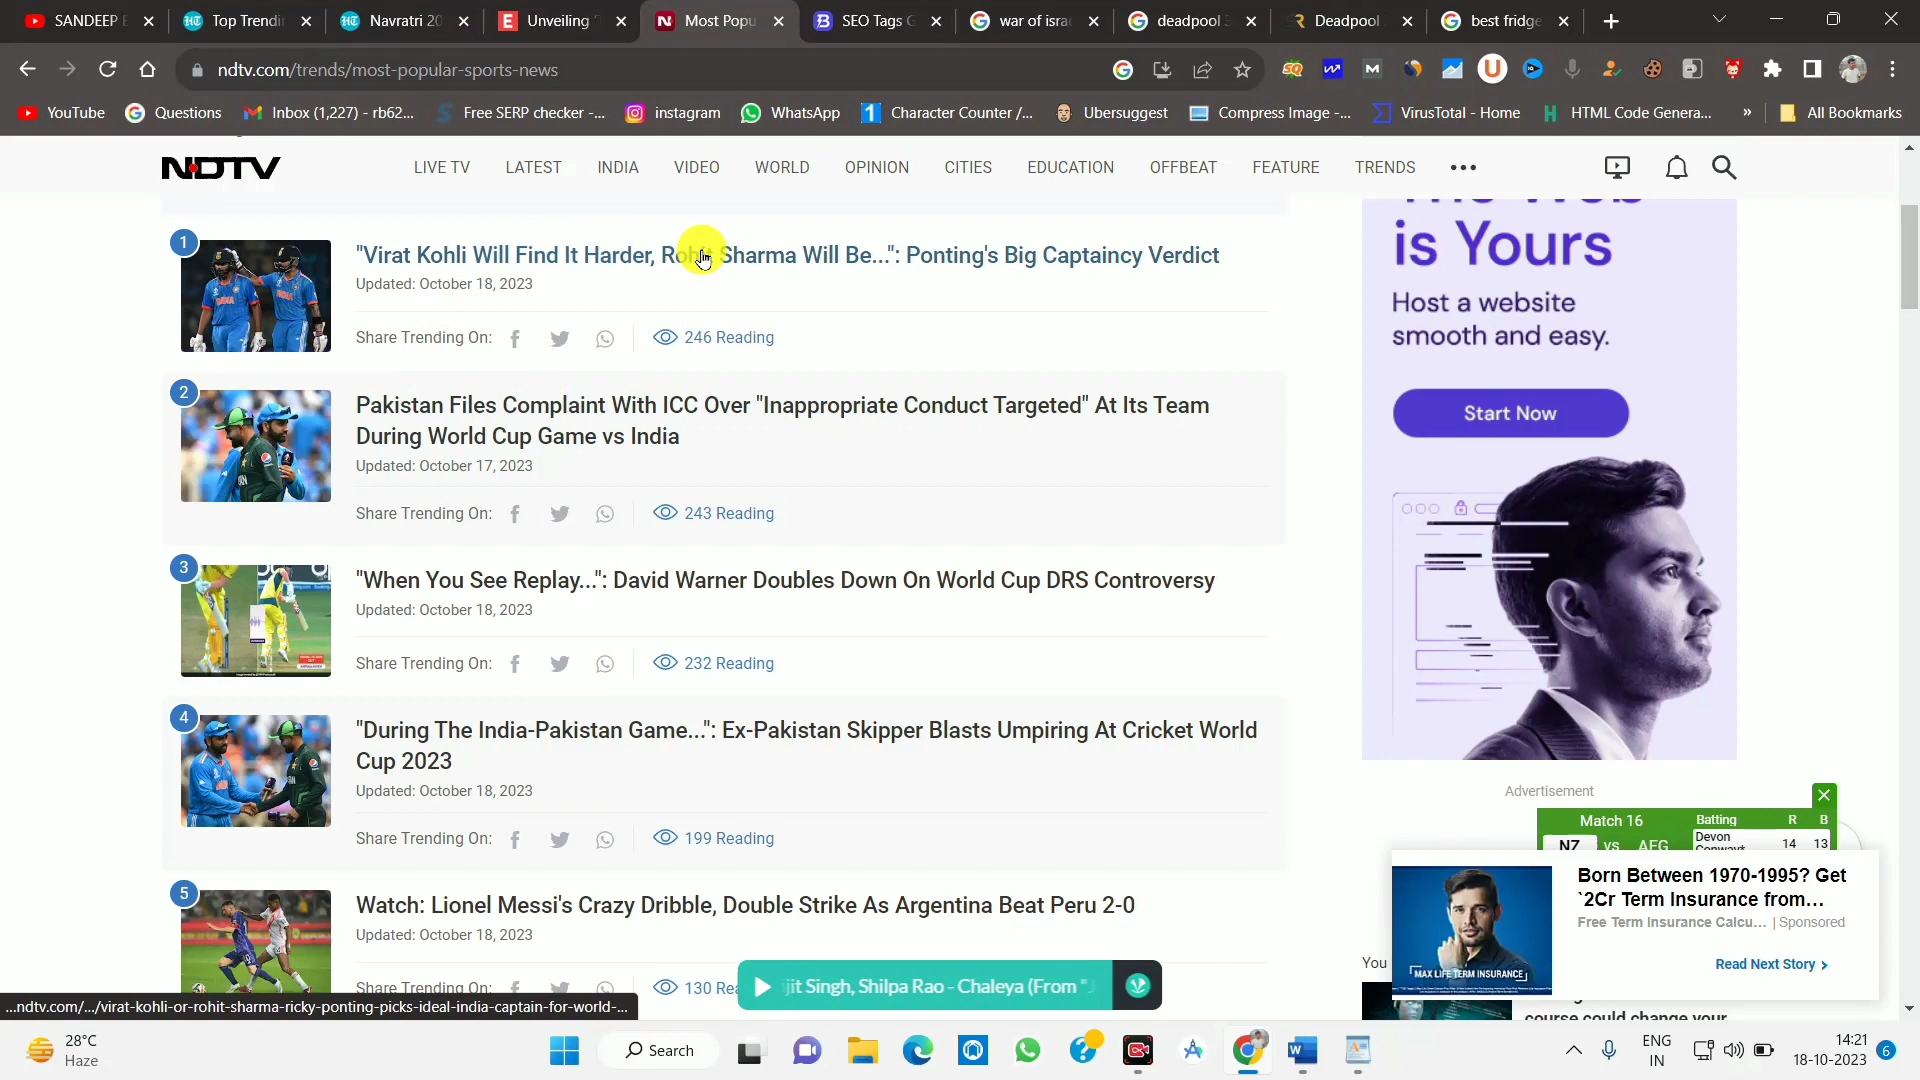 SANDEEP
Top Trendi
Navratri 20
Unveiling
Most Popu
SEO Tags G
war of isra
deadpool 3
Deadpool
best fridge
ndtv.com/trends/most-popular-sports-news
YouTube
Questions
Inbox (1,227) - rb62...
Free SERP checker -...
instagram
WhatsApp
Character Counter /...
Ubersuggest
Compress Image -...
VirusTotal - Home
HTML Code Genera...
»
All Bookmarks
NDTV
LIVE TV
LATEST
INDIA
VIDEO
WORLD
OPINION
CITIES
EDUCATION
OFFBEAT
FEATURE
TRENDS
1
"Virat Kohli Will Find It Harder, Rohit Sharma Will Be...": Ponting's Big Captaincy Verdict
Updated: October 18, 2023
Share Trending On:
246 Reading
2
Pakistan Files Complaint With ICC Over "Inappropriate Conduct Targeted" At Its Team
During World Cup Game vs India
Updated: October 17, 2023
Share Trending On:
243 Reading
3
"When You See Replay...": David Warner Doubles Down On World Cup DRS Controversy
Updated: October 18, 2023
Share Trending On:
232 Reading
4
"During The India-Pakistan Game...": Ex-Pakistan Skipper Blasts Umpiring At Cricket World
Cup 2023
Updated: October 18, 2023
Share Trending On:
199 Reading
5
Watch: Lionel Messi's Crazy Dribble, Double Strike As Argentina Beat Peru 2-0
Updated: October 18, 2023
Share Trending On:
130 Rea
ijit Singh, Shilpa Rao - Chaleya (From "J
is Yours
Host a website
smooth and easy.
Start Now
Advertisement
Match 16
Batting R B
NZ vs AFG
Devon
Conway* 14 13
Born Between 1970-1995? Get
`2Cr Term Insurance from...
Free Term Insurance Calcu... | Sponsored
MAX LIFE TERM INSURANCE
Read Next Story ›
You
course could change your
...ndtv.com/.../virat-kohli-or-rohit-sharma-ricky-ponting-picks-ideal-india-captain-for-world-...
28°C
Haze
Search
ENG
IN
14:21
18-10-2023
6